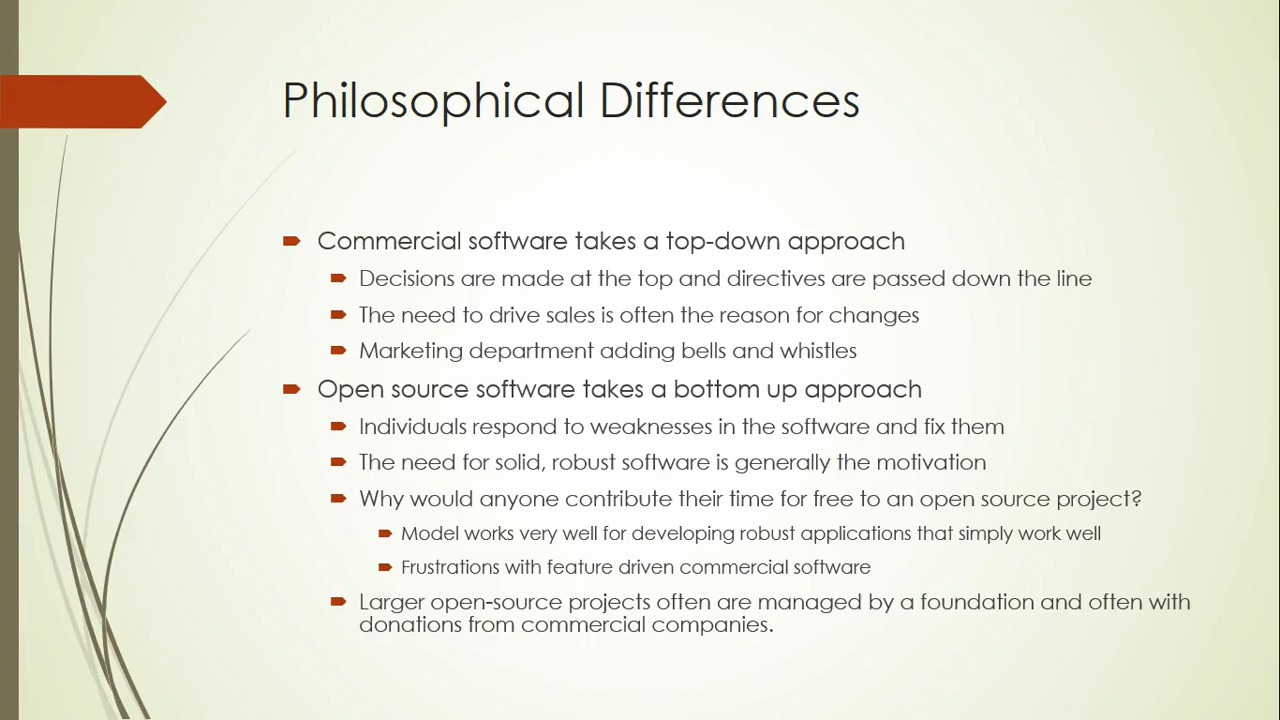 Philosophical Differences
Commercial software takes a top-down approach
Decisions are made at the top and directives are passed down the line
The need to drive sales is often the reason for changes
Marketing department adding bells and whistles
Open source software takes a bottom up approach
Individuals respond to weaknesses in the software and fix them
The need for solid, robust software is generally the motivation
Why would anyone contribute their time for free to an open source project?
Model works very well for developing robust applications that simply work well
Frustrations with feature driven commercial software
Larger open-source projects often are managed by a foundation and often with
donations from commercial companies.